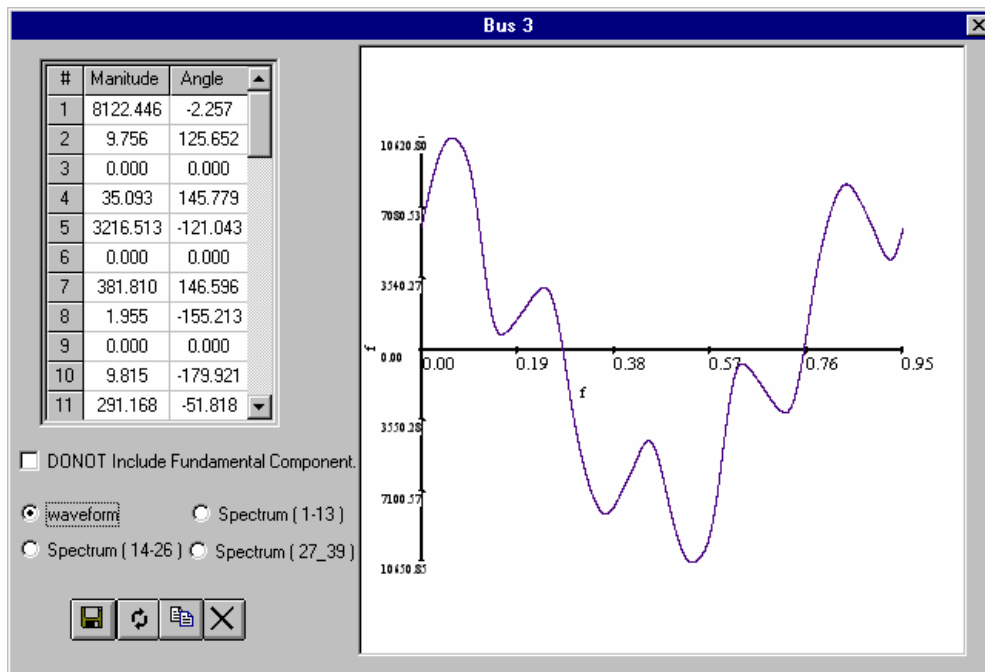 Bus 3
# Manitude Angle
1 8122.446 -2.257
2 9.756 125.652
3 0.000 0.000
4 35.093 145.779
5 3216.513 -121.043
6 0.000 0.000
7 381.810 146.596
8 1.955 -155.213
9 0.000 0.000
10 9.815 -179.921
11 291.168 -51.818
DONOT Include Fundamental Component.
waveform
Spectrum ( 1-13 )
Spectrum ( 14-26 )
Spectrum ( 27_39 )
10620.80
7080.53
3540.27
f
0.00
0.00 0.19 0.38 0.57 0.76 0.95
f
3550.28
7100.57
10650.85